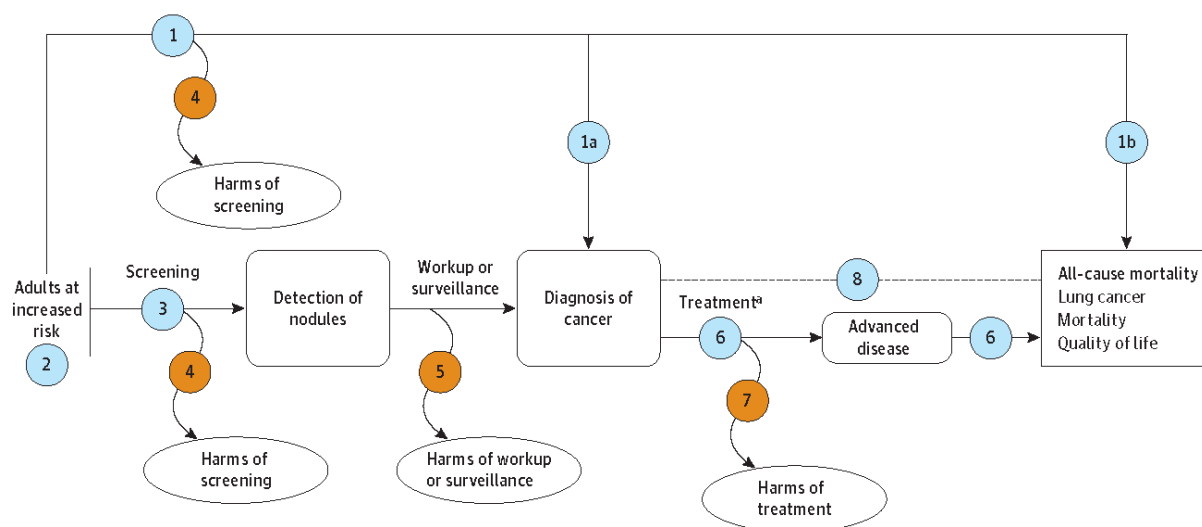 1
4
Harms of
screening
1a
1b
Adults at
increased
risk
2
Screening
3
4
Harms of
screening
Detection of
nodules
Workup or
surveillance
5
Harms of workup
or surveillance
Diagnosis of
cancer
8
Treatmentᵃ
6
7
Harms of
treatment
Advanced
disease
6
All-cause mortality
Lung cancer
Mortality
Quality of life